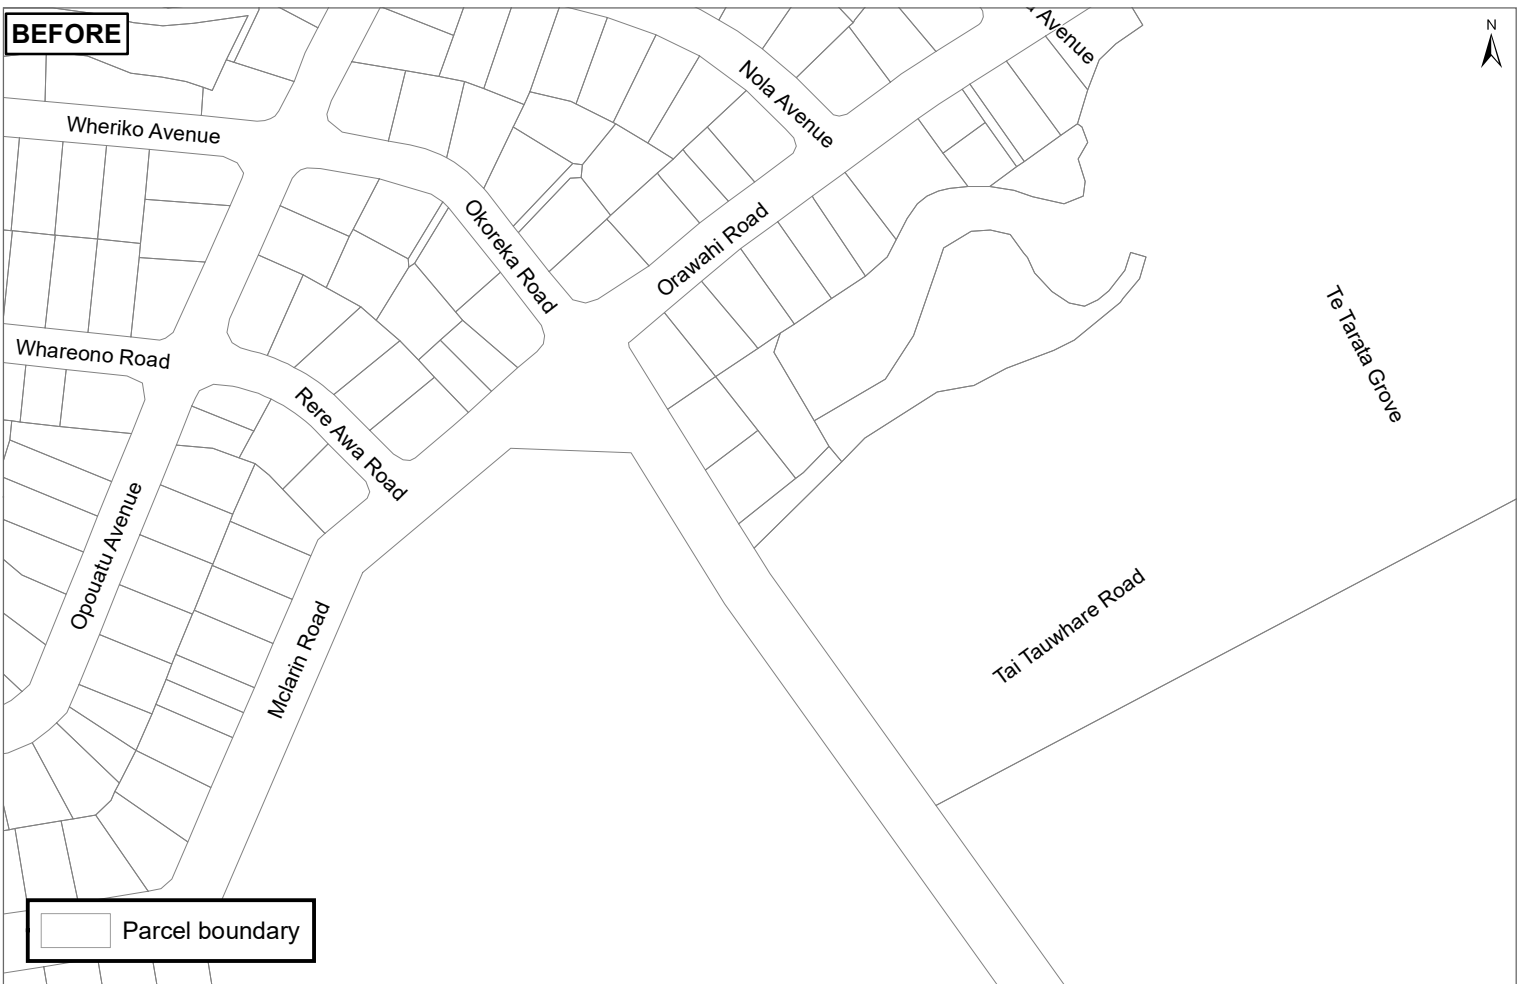 BEFORE
N
Avenue
Nola Avenue
Wheriko Avenue
Okoreka Road
Orawahi Road
Te Tarata Grove
Whareono Road
Rere Awa Road
Opouatu Avenue
Tai Tauwhare Road
Mclarin Road
Parcel boundary